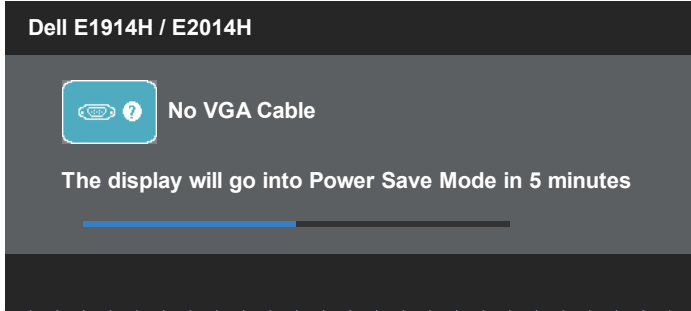 Dell E1914H / E2014H
No VGA Cable
The display will go into Power Save Mode in 5 minutes